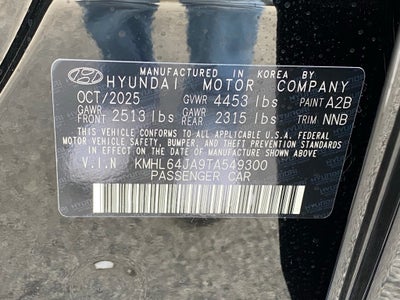 MANUFACTURED IN KOREA BY
HYUNDAI MOTOR COMPANY
OCT/2025 GVWR 4453 lbs PAINT A2B
GAWR FRONT 2513 lbs GAWR REAR 2315 lbs TRIM NNB
THIS VEHICLE CONFORMS TO ALL APPLICABLE U.S.A. FEDERAL
MOTOR VEHICLE SAFETY, BUMPER, AND THEFT PREVENTION
STANDARDS IN EFFECT ON THE DATE OF MANUFACTURE SHOWN ABOVE.
V.I.N KMHL64JA9TA549300
PASSENGER CAR